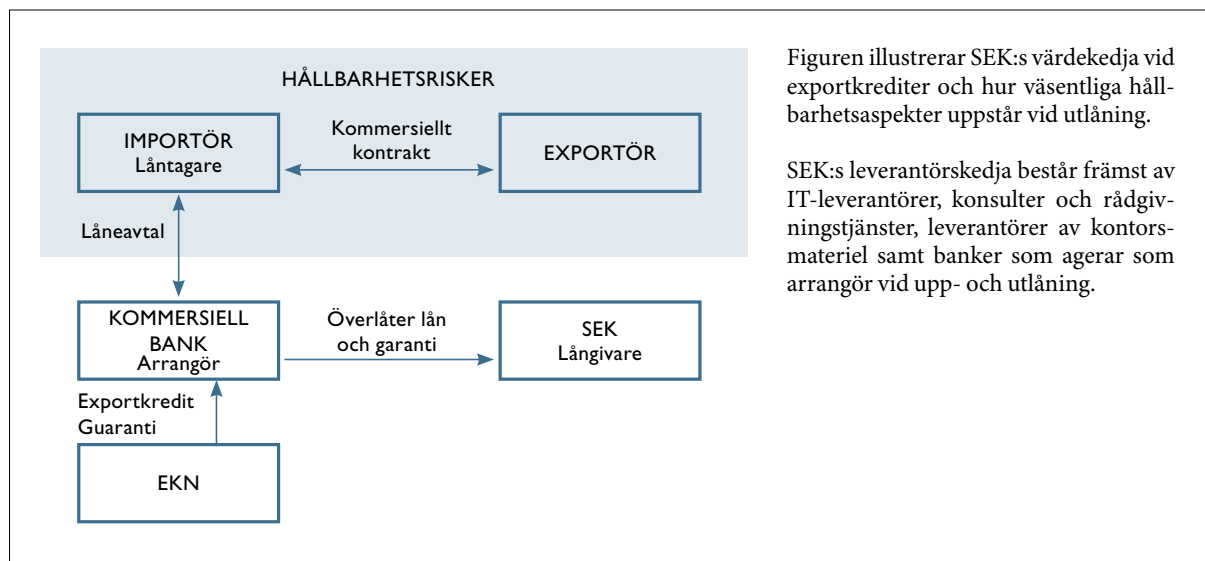 HÅLLBARHETSRISKER
IMPORTÖR
Låntagare
Kommersiellt
kontrakt
EXPORTÖR
Låneavtal
KOMMERSIELL
BANK
Arrangör
Överlåter lån
och garanti
SEK
Långivare
Exportkredit
Guaranti
EKN
Figuren illustrerar SEK:s värdekedja vid
exportkrediter och hur väsentliga håll-
barhetsaspekter uppstår vid utlåning.
SEK:s leverantörskedja består främst av
IT-leverantörer, konsulter och rådgiv-
ningstjänster, leverantörer av kontors-
materiel samt banker som agerar som
arrangör vid upp- och utlåning.